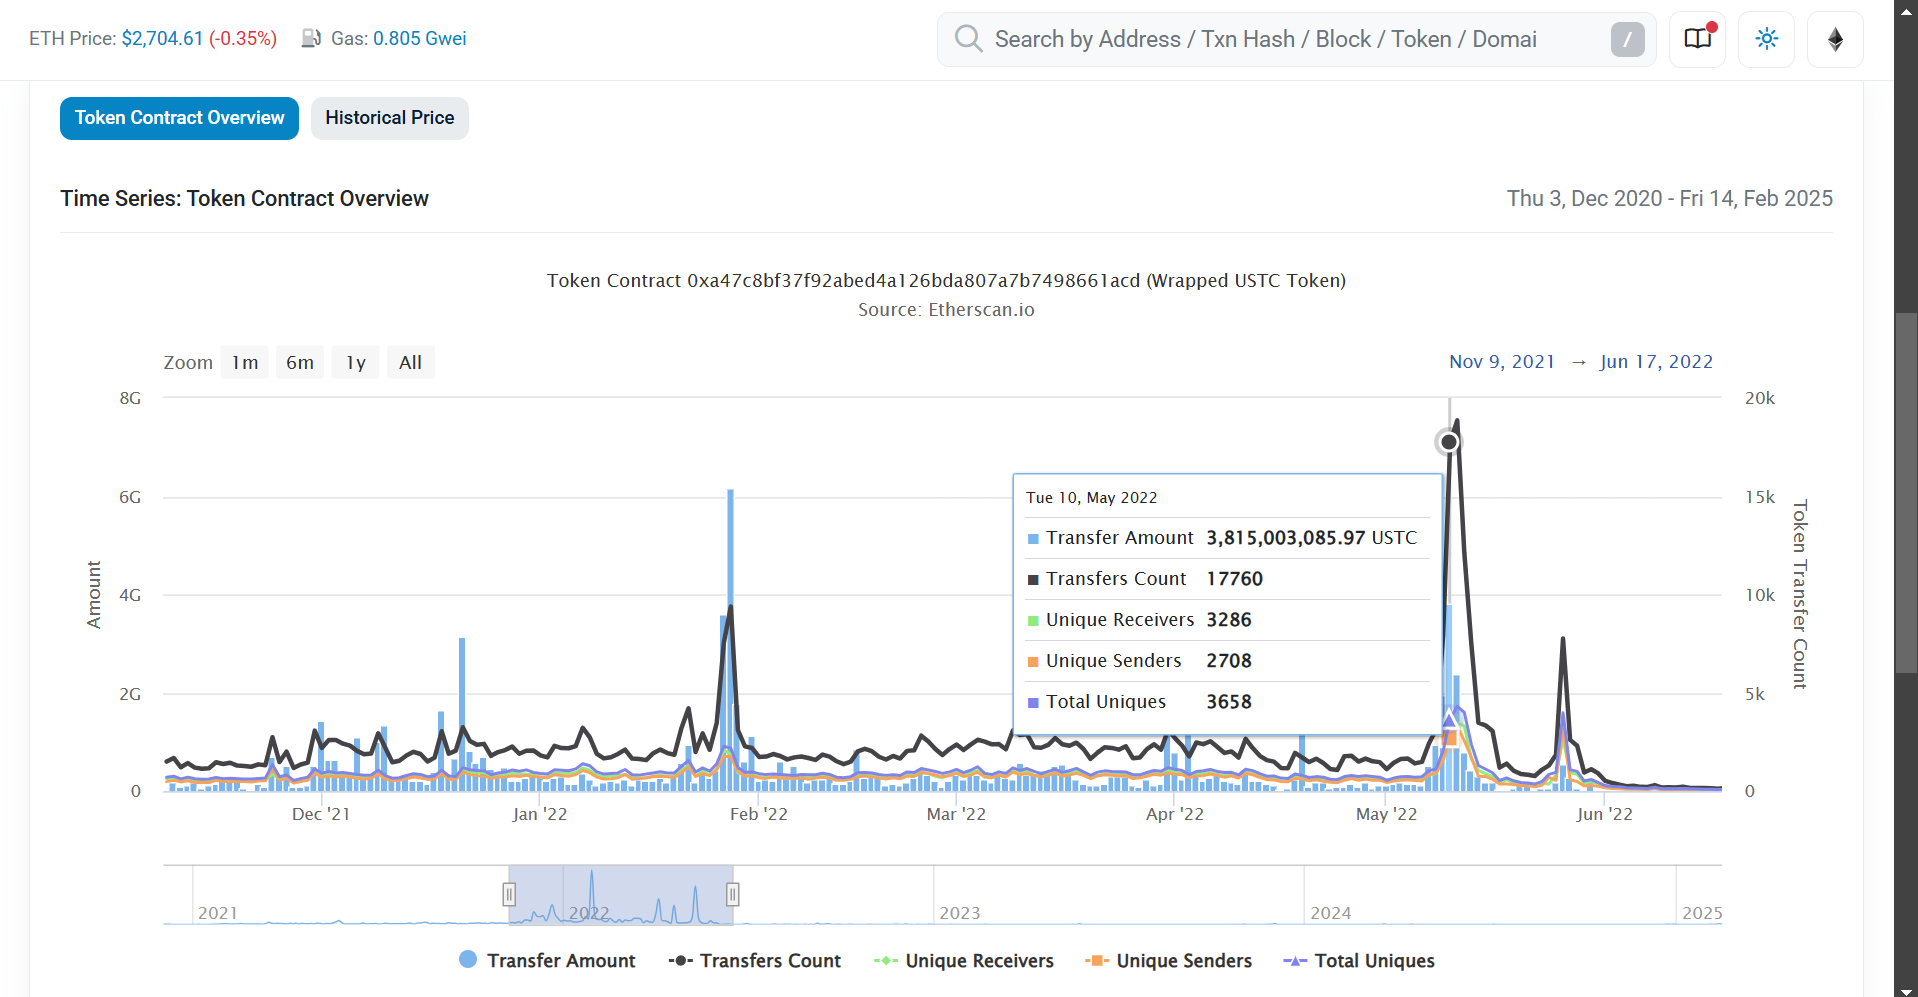 ETH Price: $2,704.61 (-0.35%) Gas: 0.805 Gwei
Search by Address / Txn Hash / Block / Token / Domai /
Token Contract Overview Historical Price
Time Series: Token Contract Overview Thu 3, Dec 2020 - Fri 14, Feb 2025
Token Contract 0xa47c8bf37f92abed4a126bda807a7b7498661acd (Wrapped USTC Token)
Source: Etherscan.io
Zoom 1m 6m 1y All Nov 9, 2021 → Jun 17, 2022
8G 20k
6G 15k
4G 10k
2G 5k
0 0
Amount
Token Transfer Count
Tue 10, May 2022
Transfer Amount 3,815,003,085.97 USTC
Transfers Count 17760
Unique Receivers 3286
Unique Senders 2708
Total Uniques 3658
Dec '21 Jan '22 Feb '22 Mar '22 Apr '22 May '22 Jun '22
2021 2022 2023 2024 2025
Transfer Amount Transfers Count Unique Receivers Unique Senders Total Uniques